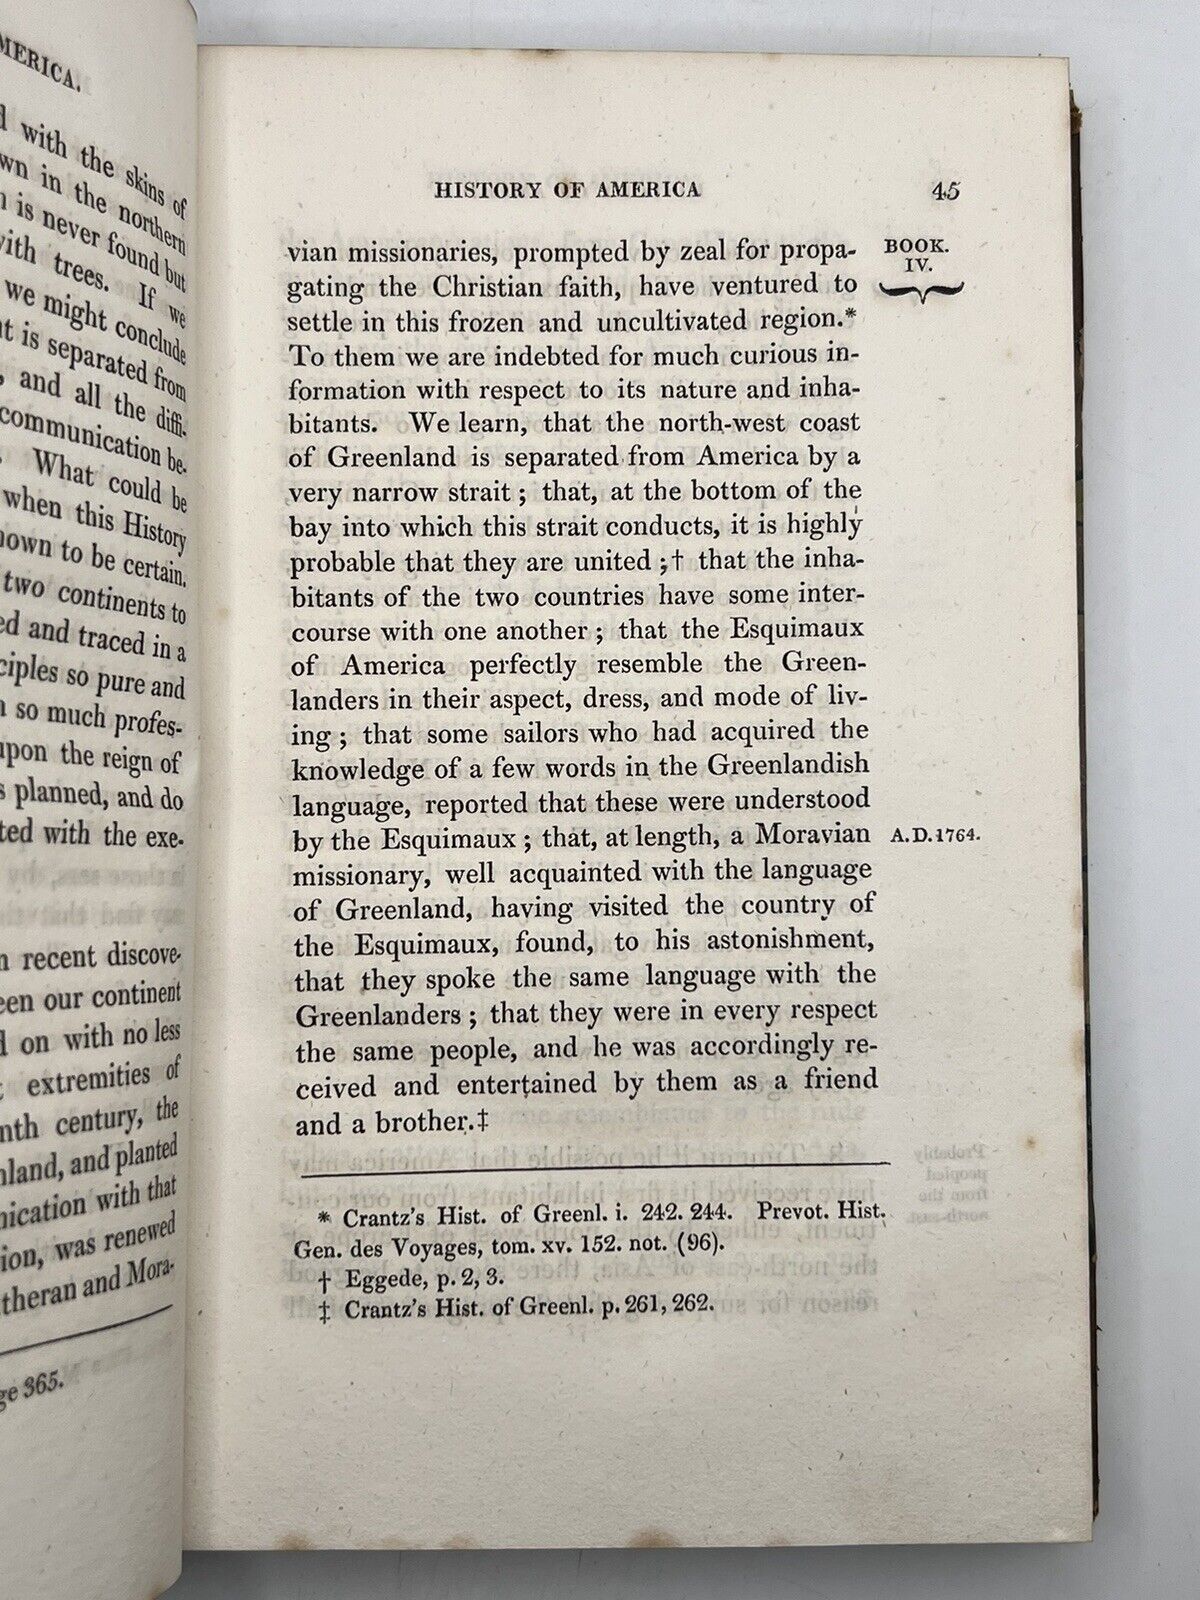 MERICA.
with the skins of
wn in the northern
is never found but
with trees. If we
we might conclude
t is separated from
, and all the diffi-
communication be-
What could be
when this History
nown to be certain.
two continents to
ed and traced in a
ciples so pure and
so much profes-
upon the reign of
s planned, and do
ted with the exe-
recent discove-
een our continent
d on with no less
extremities of
nth century, the
nland, and planted
nication with that
ion, was renewed
theran and Mora-
ge 365.
HISTORY OF AMERICA 45
vian missionaries, prompted by zeal for propa-
gating the Christian faith, have ventured to
settle in this frozen and uncultivated region.*
To them we are indebted for much curious in-
formation with respect to its nature and inha-
bitants. We learn, that the north-west coast
of Greenland is separated from America by a
very narrow strait; that, at the bottom of the
bay into which this strait conducts, it is highly
probable that they are united;† that the inha-
bitants of the two countries have some inter-
course with one another; that the Esquimaux
of America perfectly resemble the Green-
landers in their aspect, dress, and mode of liv-
ing; that some sailors who had acquired the
knowledge of a few words in the Greenlandish
language, reported that these were understood
by the Esquimaux; that, at length, a Moravian
missionary, well acquainted with the language
of Greenland, having visited the country of
the Esquimaux, found, to his astonishment,
that they spoke the same language with the
Greenlanders; that they were in every respect
the same people, and he was accordingly re-
ceived and entertained by them as a friend
and a brother.‡
BOOK.
IV.
A.D. 1764.
* Crantz's Hist. of Greenl. i. 242. 244. Prevot. Hist.
Gen. des Voyages, tom. xv. 152. not. (96).
† Eggede, p. 2, 3.
‡ Crantz's Hist. of Greenl. p. 261, 262.